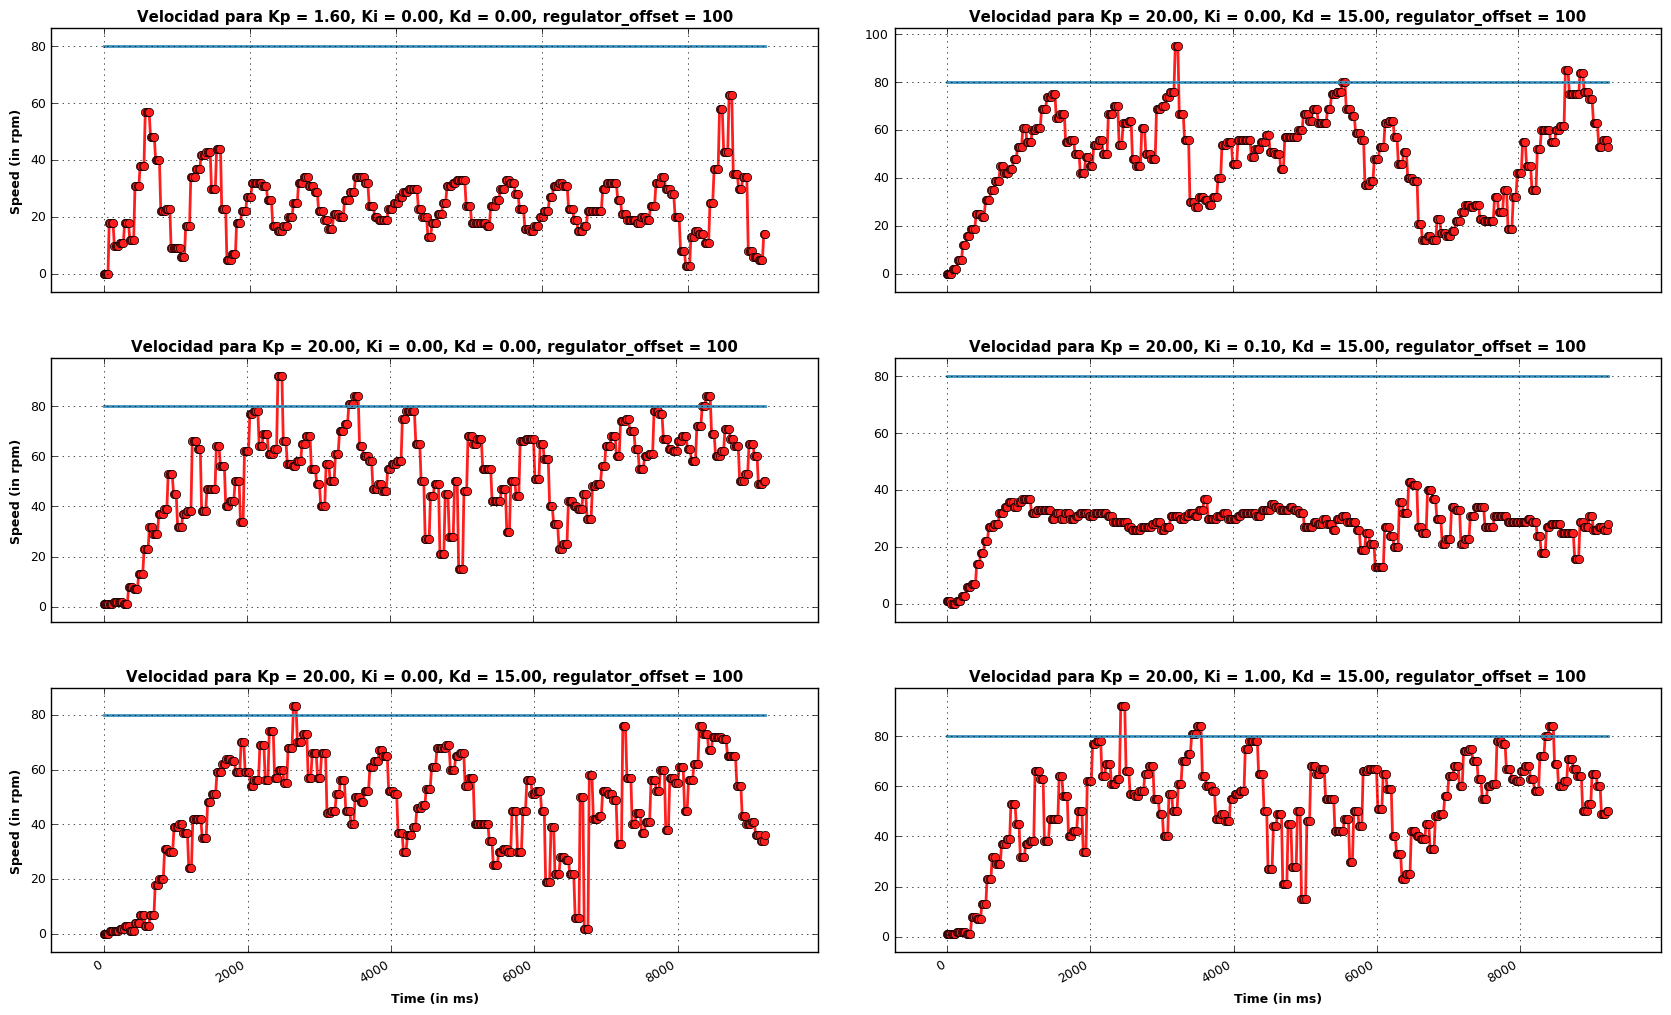 Velocidad para Kp = 1.60, Ki = 0.00, Kd = 0.00, regulator_offset = 100
80
60
40
20
0
Speed (in rpm)
Velocidad para Kp = 20.00, Ki = 0.00, Kd = 15.00, regulator_offset = 100
100
80
60
40
20
0
Velocidad para Kp = 20.00, Ki = 0.00, Kd = 0.00, regulator_offset = 100
80
60
40
20
0
Speed (in rpm)
Velocidad para Kp = 20.00, Ki = 0.10, Kd = 15.00, regulator_offset = 100
80
60
40
20
0
Velocidad para Kp = 20.00, Ki = 0.00, Kd = 15.00, regulator_offset = 100
80
60
40
20
0
Speed (in rpm)
0 2000 4000 6000 8000
Time (in ms)
Velocidad para Kp = 20.00, Ki = 1.00, Kd = 15.00, regulator_offset = 100
80
60
40
20
0
0 2000 4000 6000 8000
Time (in ms)